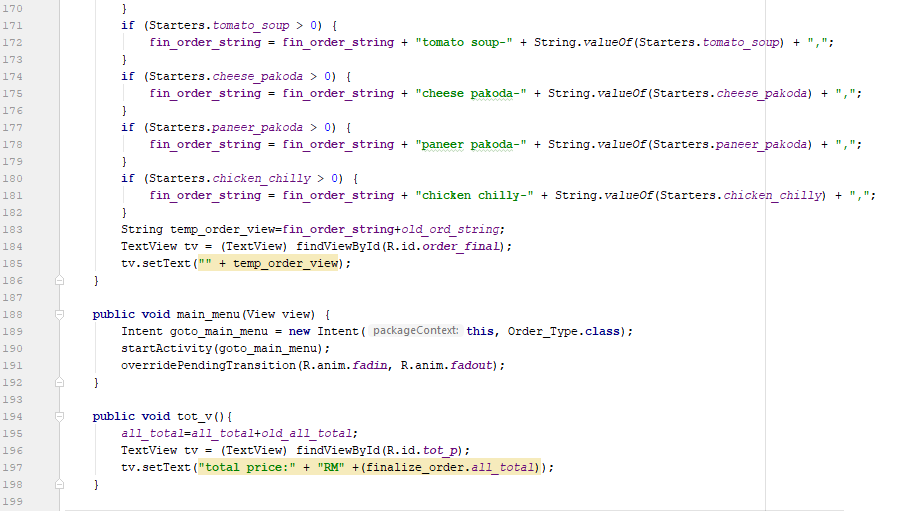 170 }
171 if (Starters.tomato_soup > 0) {
172 fin_order_string = fin_order_string + "tomato soup-" + String.valueOf(Starters.tomato_soup) + ",";
173 }
174 if (Starters.cheese_pakoda > 0) {
175 fin_order_string = fin_order_string + "cheese pakoda-" + String.valueOf(Starters.cheese_pakoda) + ",";
176 }
177 if (Starters.paneer_pakoda > 0) {
178 fin_order_string = fin_order_string + "paneer pakoda-" + String.valueOf(Starters.paneer_pakoda) + ",";
179 }
180 if (Starters.chicken_chilly > 0) {
181 fin_order_string = fin_order_string + "chicken chilly-" + String.valueOf(Starters.chicken_chilly) + ",";
182 }
183 String temp_order_view=fin_order_string+old_ord_string;
184 TextView tv = (TextView) findViewById(R.id.order_final);
185 tv.setText("" + temp_order_view);
186 }
187
188 public void main_menu(View view) {
189 Intent goto_main_menu = new Intent( packageContext: this, Order_Type.class);
190 startActivity(goto_main_menu);
191 overridePendingTransition(R.anim.fadin, R.anim.fadout);
192 }
193
194 public void tot_v(){
195 all_total=all_total+old_all_total;
196 TextView tv = (TextView) findViewById(R.id.tot_p);
197 tv.setText("total price:" + "RM" +(finalize_order.all_total));
198 }
199